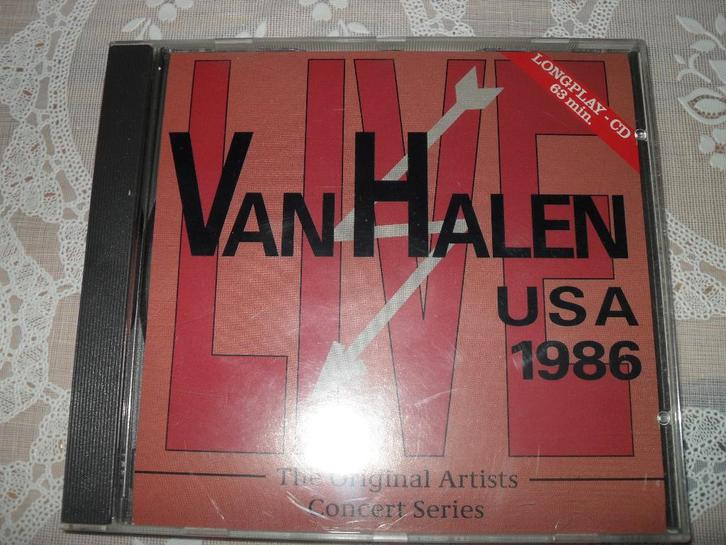 LIVE
LONGPLAY - CD
63 min.
VAN HALEN
USA
1986
The Original Artists
Concert Series